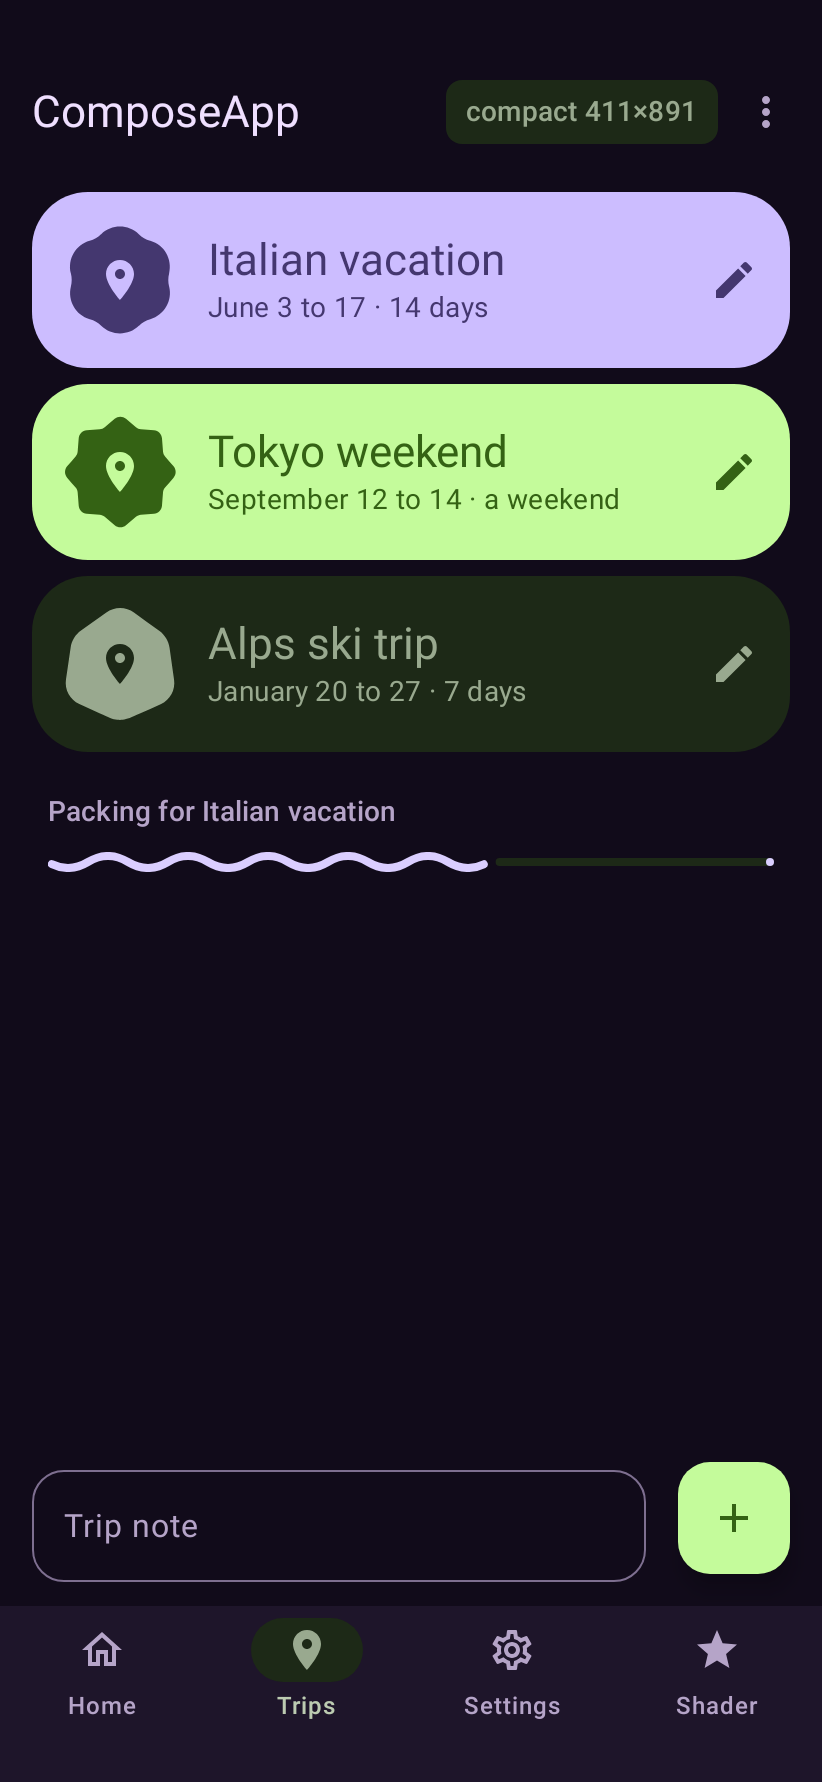 ComposeApp
compact 411×891
Italian vacation
June 3 to 17 · 14 days
Tokyo weekend
September 12 to 14 · a weekend
Alps ski trip
January 20 to 27 · 7 days
Packing for Italian vacation
Trip note
Home
Trips
Settings
Shader